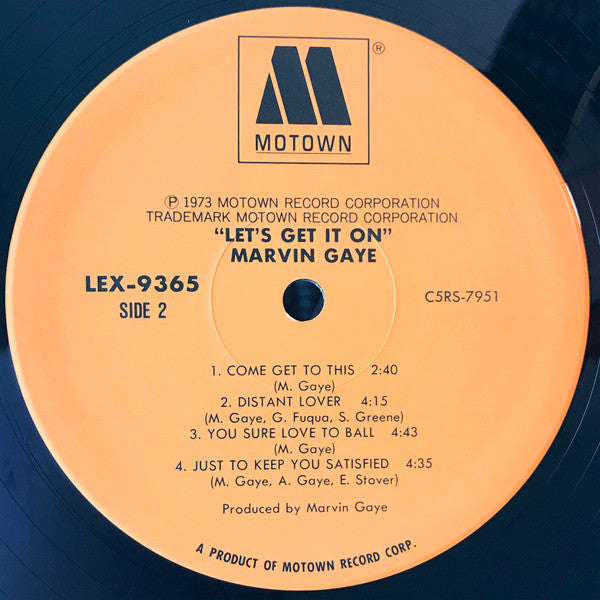 ®
MOTOWN
Ⓟ 1973 MOTOWN RECORD CORPORATION
TRADEMARK MOTOWN RECORD CORPORATION
"LET'S GET IT ON"
MARVIN GAYE
LEX-9365
SIDE 2
C5RS-7951
1. COME GET TO THIS 2:40
(M. Gaye)
2. DISTANT LOVER 4:15
(M. Gaye, G. Fuqua, S. Greene)
3. YOU SURE LOVE TO BALL 4:43
(M. Gaye)
4. JUST TO KEEP YOU SATISFIED 4:35
(M. Gaye, A. Gaye, E. Stover)
Produced by Marvin Gaye
A PRODUCT OF MOTOWN RECORD CORP.